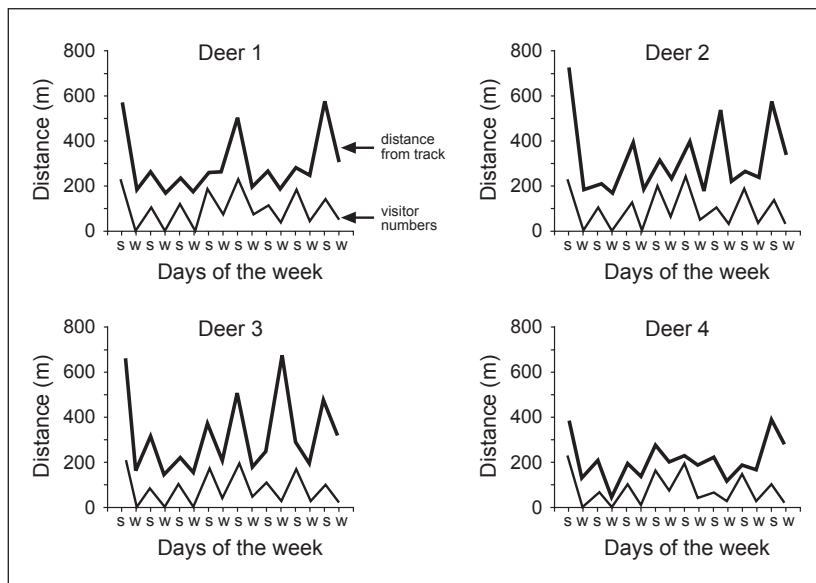 Deer 1
800
600
400
200
0
Distance (m)
distance
from track
visitor
numbers
S W S W S W S W S W S W S W S W
Days of the week
Deer 2
800
600
400
200
0
Distance (m)
S W S W S W S W S W S W S W S W
Days of the week
Deer 3
800
600
400
200
0
Distance (m)
S W S W S W S W S W S W S W S W
Days of the week
Deer 4
800
600
400
200
0
Distance (m)
S W S W S W S W S W S W S W S W
Days of the week